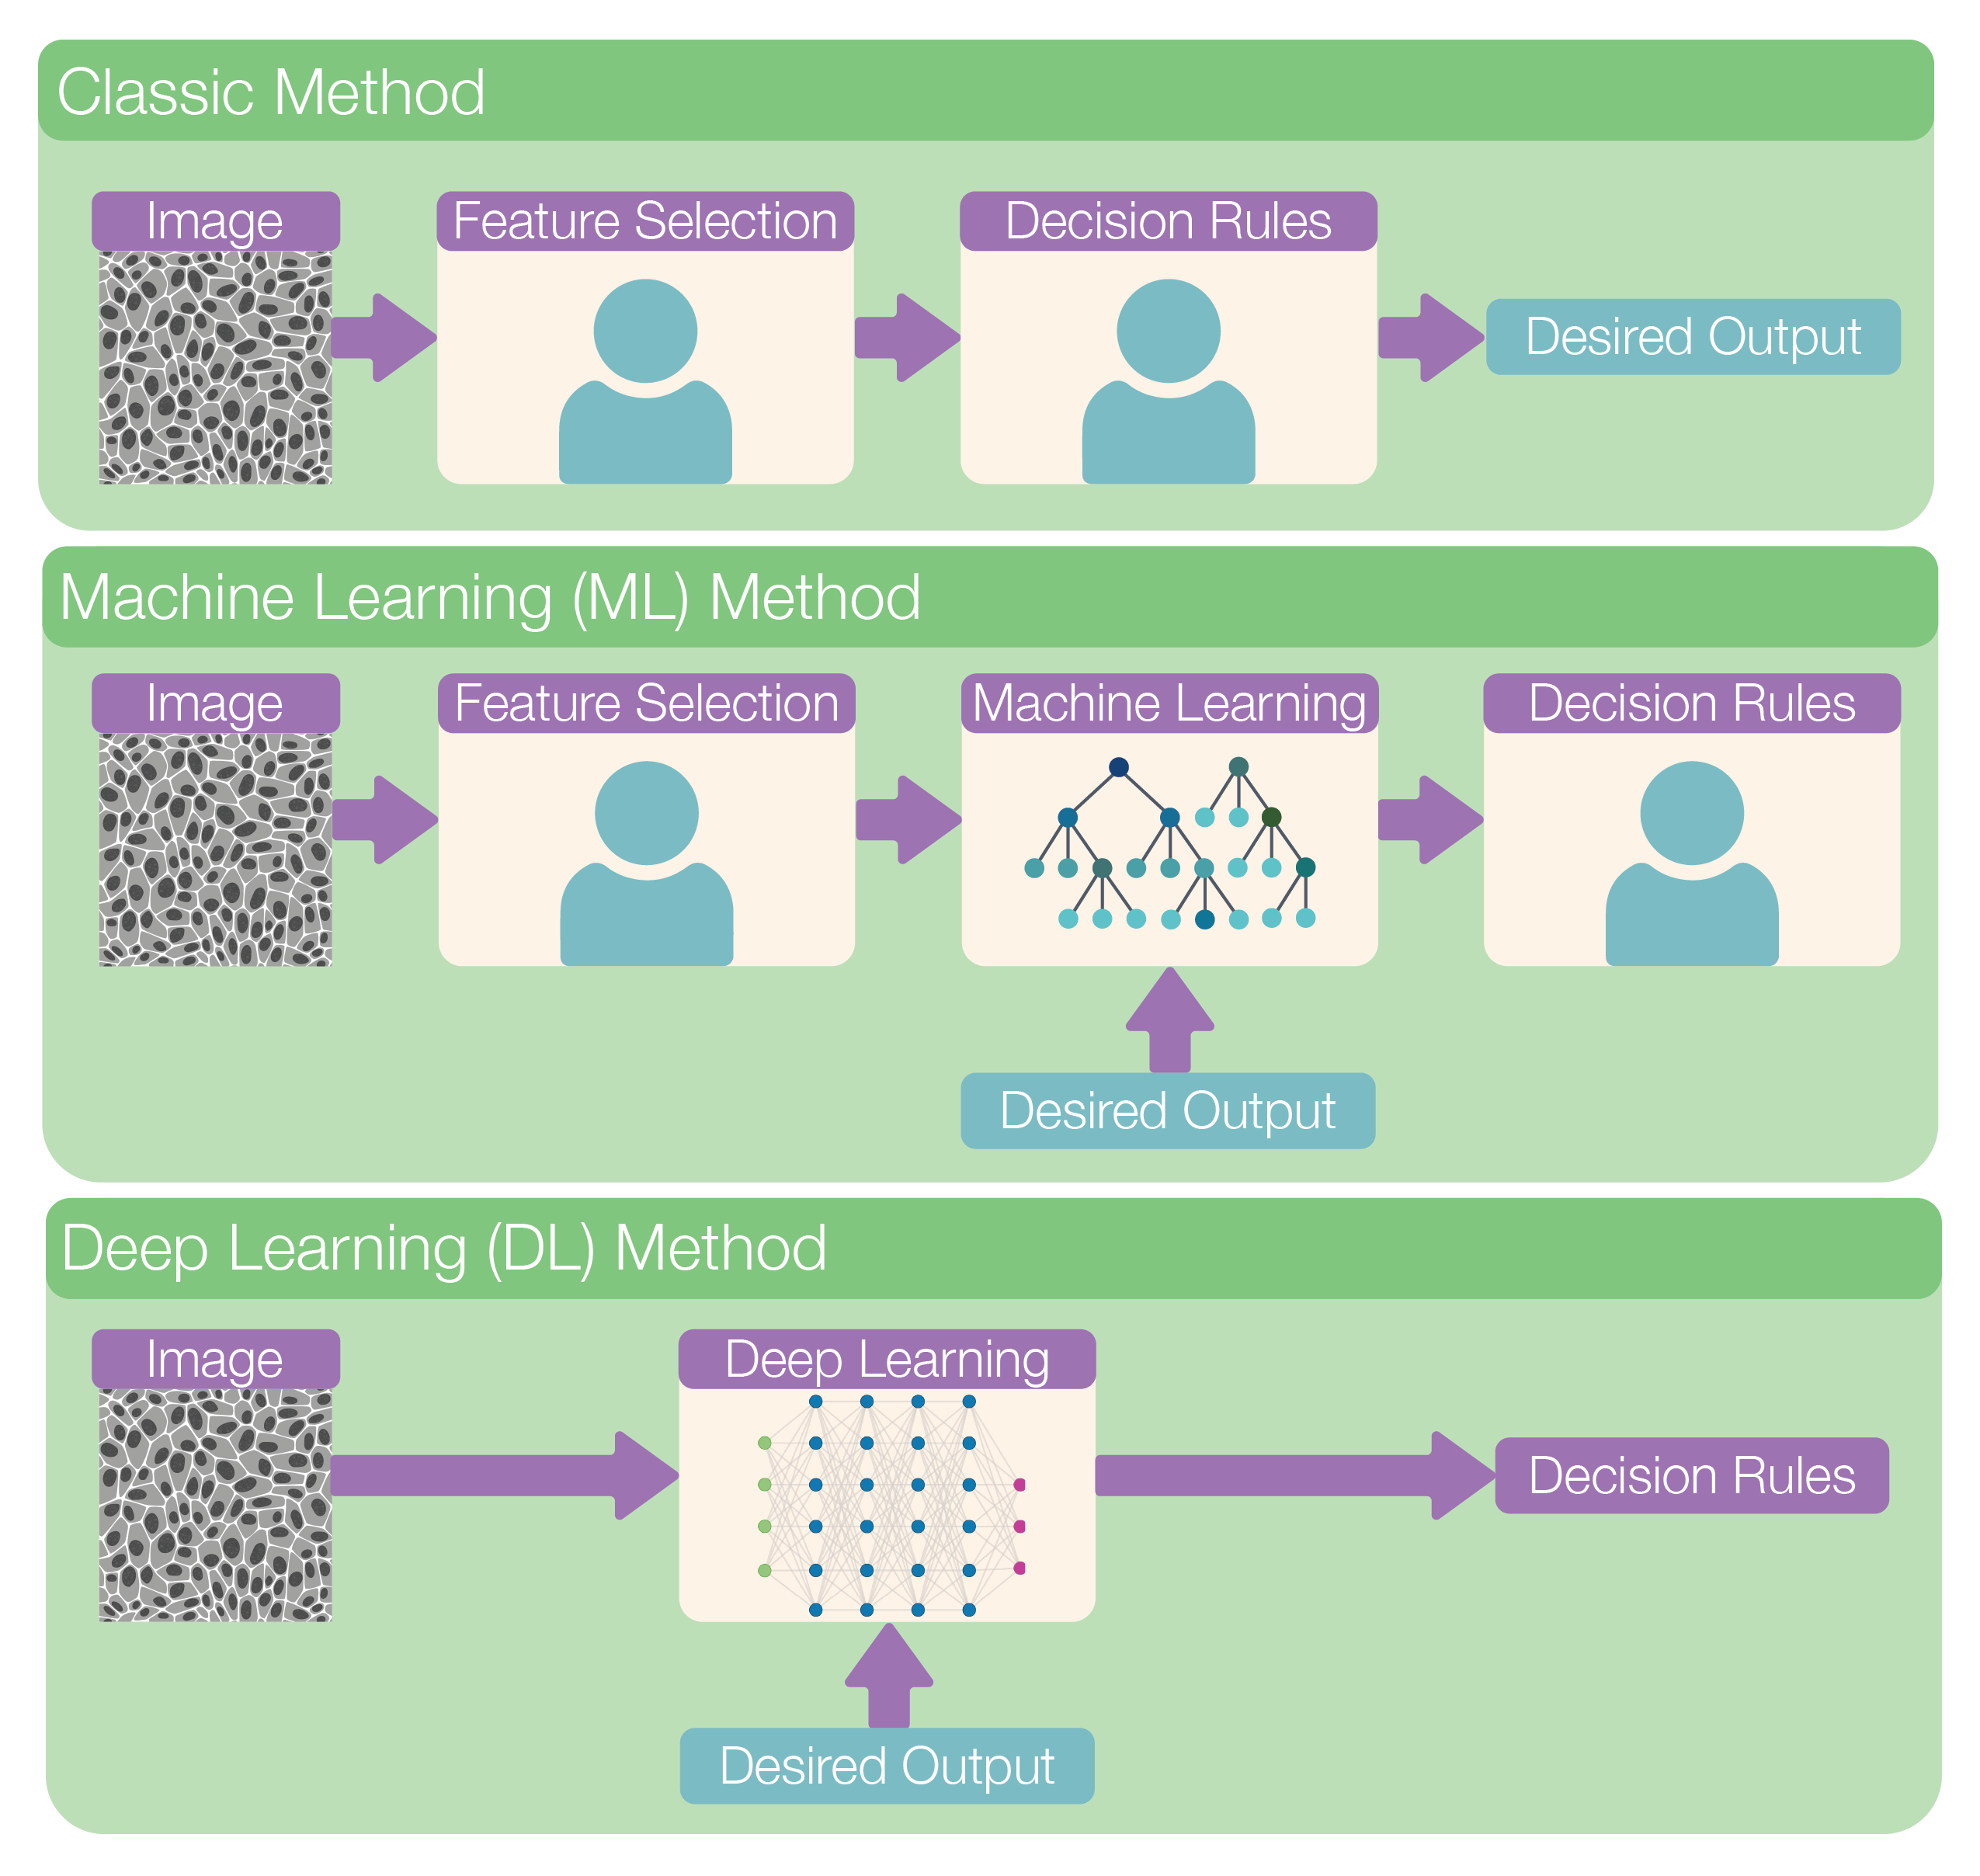 Classic Method
Image
Feature Selection
Decision Rules
Desired Output
Machine Learning (ML) Method
Image
Feature Selection
Machine Learning
Decision Rules
Desired Output
Deep Learning (DL) Method
Image
Deep Learning
Decision Rules
Desired Output